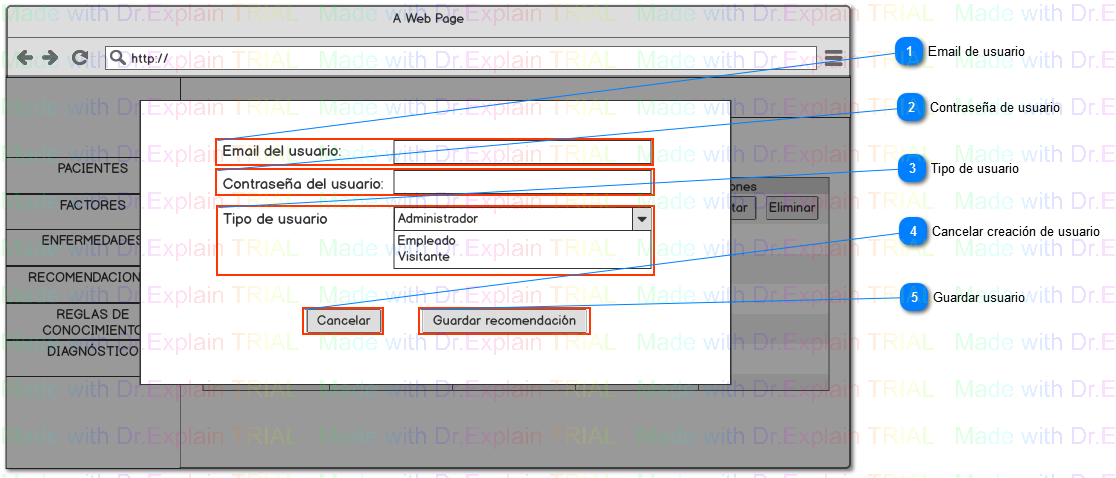 A Web Page
http://
PACIENTES
FACTORES
ENFERMEDADES
RECOMENDACION
REGLAS DE
CONOCIMIENTO
DIAGNÓSTICO
Email del usuario:
Contraseña del usuario:
Tipo de usuario
Administrador
Empleado
Visitante
Cancelar
Guardar recomendación
ones
tar
Eliminar
1 Email de usuario
2 Contraseña de usuario
3 Tipo de usuario
4 Cancelar creación de usuario
5 Guardar usuario
Made with Dr.Explain TRIAL